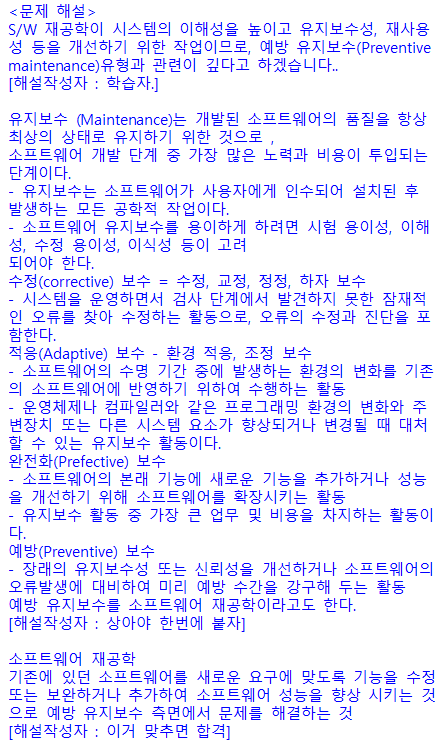 <문제 해설>
S/W 재공학이 시스템의 이해성을 높이고 유지보수성, 재사용
성 등을 개선하기 위한 작업이므로, 예방 유지보수(Preventive
maintenance)유형과 관련이 깊다고 하겠습니다..
[해설작성자 : 학습자.]
유지보수 (Maintenance)는 개발된 소프트웨어의 품질을 항상
최상의 상태로 유지하기 위한 것으로 ,
소프트웨어 개발 단계 중 가장 많은 노력과 비용이 투입되는
단계이다.
- 유지보수는 소프트웨어가 사용자에게 인수되어 설치된 후
발생하는 모든 공학적 작업이다.
- 소프트웨어 유지보수를 용이하게 하려면 시험 용이성, 이해
성, 수정 용이성, 이식성 등이 고려
되어야 한다.
수정(corrective) 보수 = 수정, 교정, 정정, 하자 보수
- 시스템을 운영하면서 검사 단계에서 발견하지 못한 잠재적
인 오류를 찾아 수정하는 활동으로, 오류의 수정과 진단을 포
함한다.
적응(Adaptive) 보수 - 환경 적응, 조정 보수
- 소프트웨어의 수명 기간 중에 발생하는 환경의 변화를 기존
의 소프트웨어에 반영하기 위하여 수행하는 활동
- 운영체제나 컴파일러와 같은 프로그래밍 환경의 변화와 주
변장치 또는 다른 시스템 요소가 향상되거나 변경될 때 대처
할 수 있는 유지보수 활동이다.
완전화(Prefective) 보수
- 소프트웨어의 본래 기능에 새로운 기능을 추가하거나 성능
을 개선하기 위해 소프트웨어를 확장시키는 활동
- 유지보수 활동 중 가장 큰 업무 및 비용을 차지하는 활동이
다.
예방(Preventive) 보수
- 장래의 유지보수성 또는 신뢰성을 개선하거나 소프트웨어의
오류발생에 대비하여 미리 예방 수간을 강구해 두는 활동
예방 유지보수를 소프트웨어 재공학이라고도 한다.
[해설작성자 : 상아야 한번에 붙자]
소프트웨어 재공학
기존에 있던 소프트웨어를 새로운 요구에 맞도록 기능을 수정
또는 보완하거나 추가하여 소프트웨어 성능을 향상 시키는 것
으로 예방 유지보수 측면에서 문제를 해결하는 것
[해설작성자 : 이거 맞추면 합격]